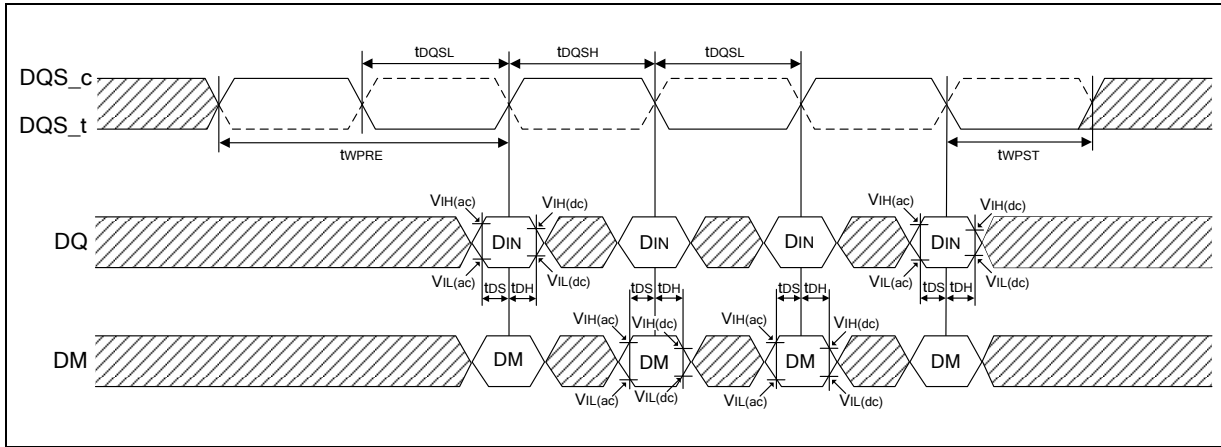 tDQSL tDQSH tDQSL
DQS_c
DQS_t
tWPRE tWPST
VIH(ac) VIH(dc) VIH(ac) VIH(dc)
DQ DIN DIN DIN DIN
VIL(ac) VIL(dc) VIL(ac) VIL(dc)
tDS tDH tDS tDH tDS tDH tDS tDH
VIH(ac) VIH(dc) VIH(ac) VIH(dc)
DM DM DM DM DM
VIL(ac) VIL(dc) VIL(ac) VIL(dc)